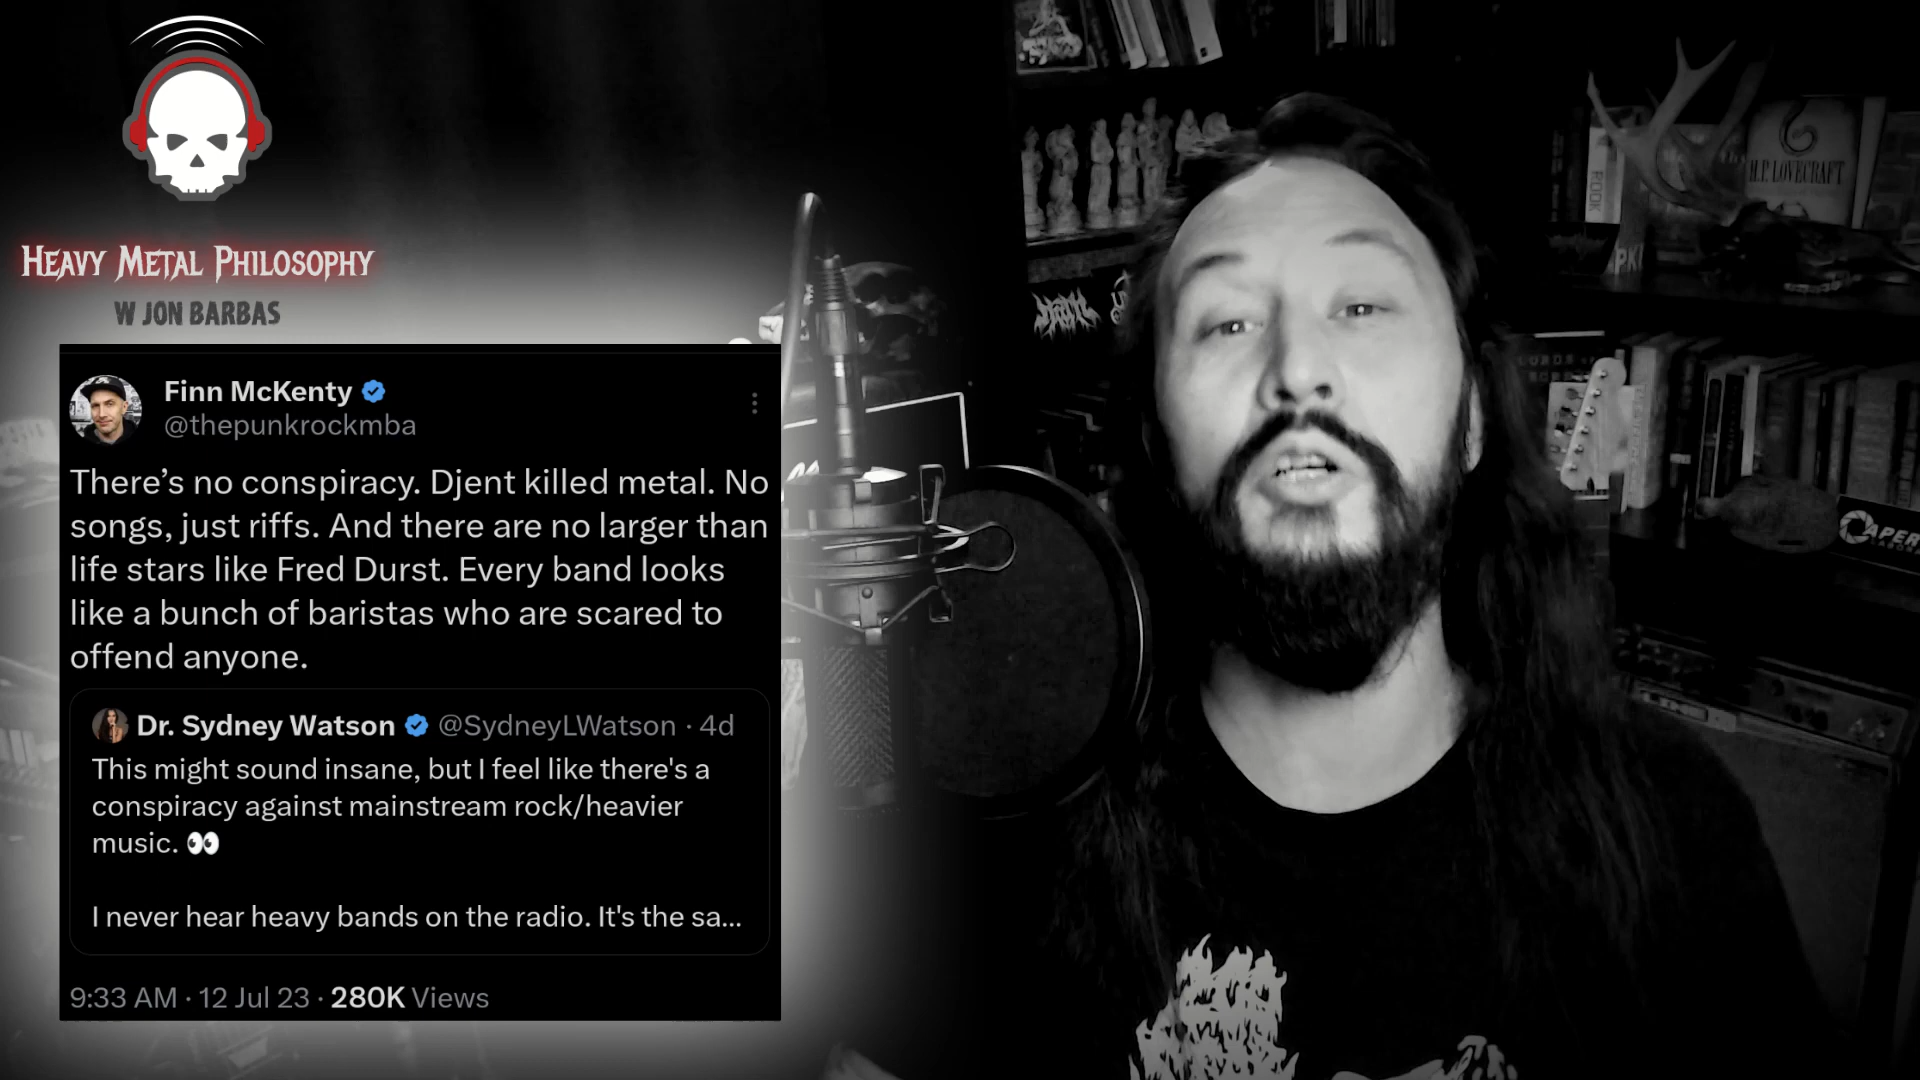 HEAVY METAL PHILOSOPHY
W JON BARBAS
Finn McKenty
@thepunkrockmba
There’s no conspiracy. Djent killed metal. No
songs, just riffs. And there are no larger than
life stars like Fred Durst. Every band looks
like a bunch of baristas who are scared to
offend anyone.
Dr. Sydney Watson @SydneyLWatson · 4d
This might sound insane, but I feel like there's a
conspiracy against mainstream rock/heavier
music. 👀
I never hear heavy bands on the radio. It's the sa...
9:33 AM · 12 Jul 23 · 280K Views
H.P. LOVECRAFT
ROOK